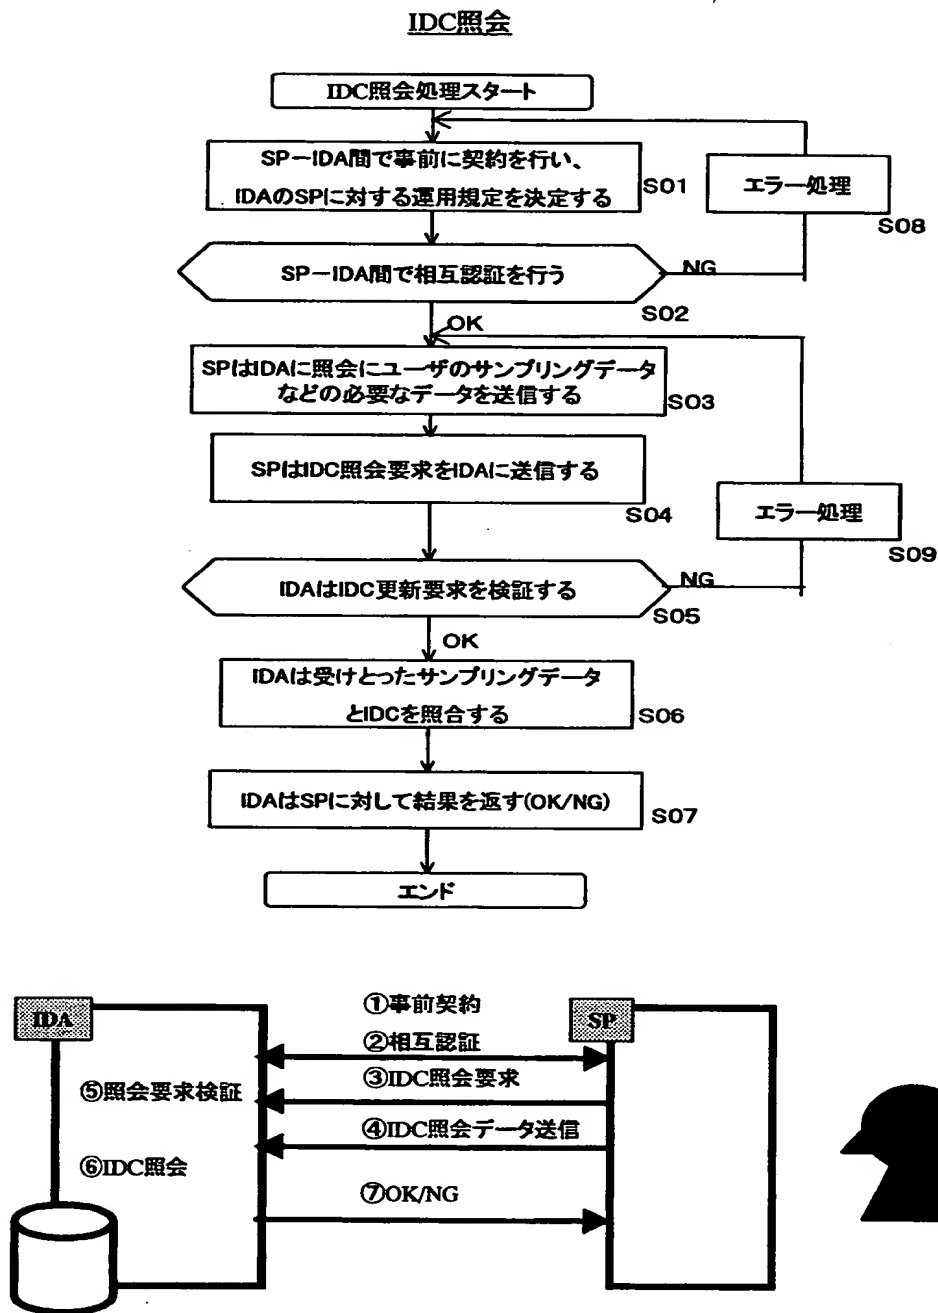 IDC照会
IDC照会処理スタート
SP－IDA間で事前に契約を行い、
IDAのSPに対する運用規定を決定する
S01
エラー処理
S08
SP－IDA間で相互認証を行う
NG
S02
OK
SPはIDAに照会にユーザのサンプリングデータ
などの必要なデータを送信する
S03
SPはIDC照会要求をIDAに送信する
S04
エラー処理
S09
IDAはIDC更新要求を検証する
NG
S05
OK
IDAは受けとったサンプリングデータ
とIDCを照合する
S06
IDAはSPに対して結果を返す(OK/NG)
S07
エンド
IDA
①事前契約
SP
②相互認証
③IDC照会要求
⑤照会要求検証
④IDC照会データ送信
⑥IDC照会
⑦OK/NG